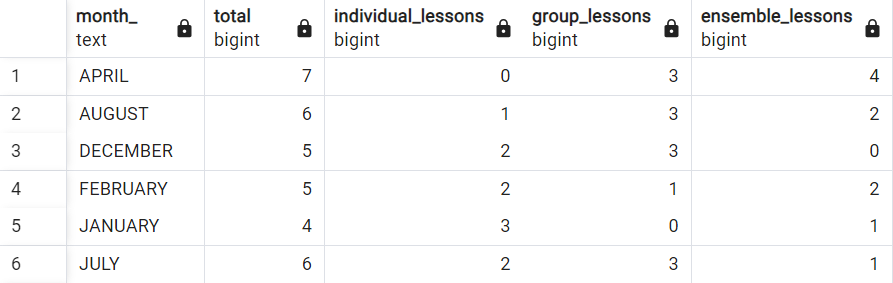 month_ total individual_lessons group_lessons ensemble_lessons
text bigint bigint bigint bigint
1 APRIL 7 0 3 4
2 AUGUST 6 1 3 2
3 DECEMBER 5 2 3 0
4 FEBRUARY 5 2 1 2
5 JANUARY 4 3 0 1
6 JULY 6 2 3 1